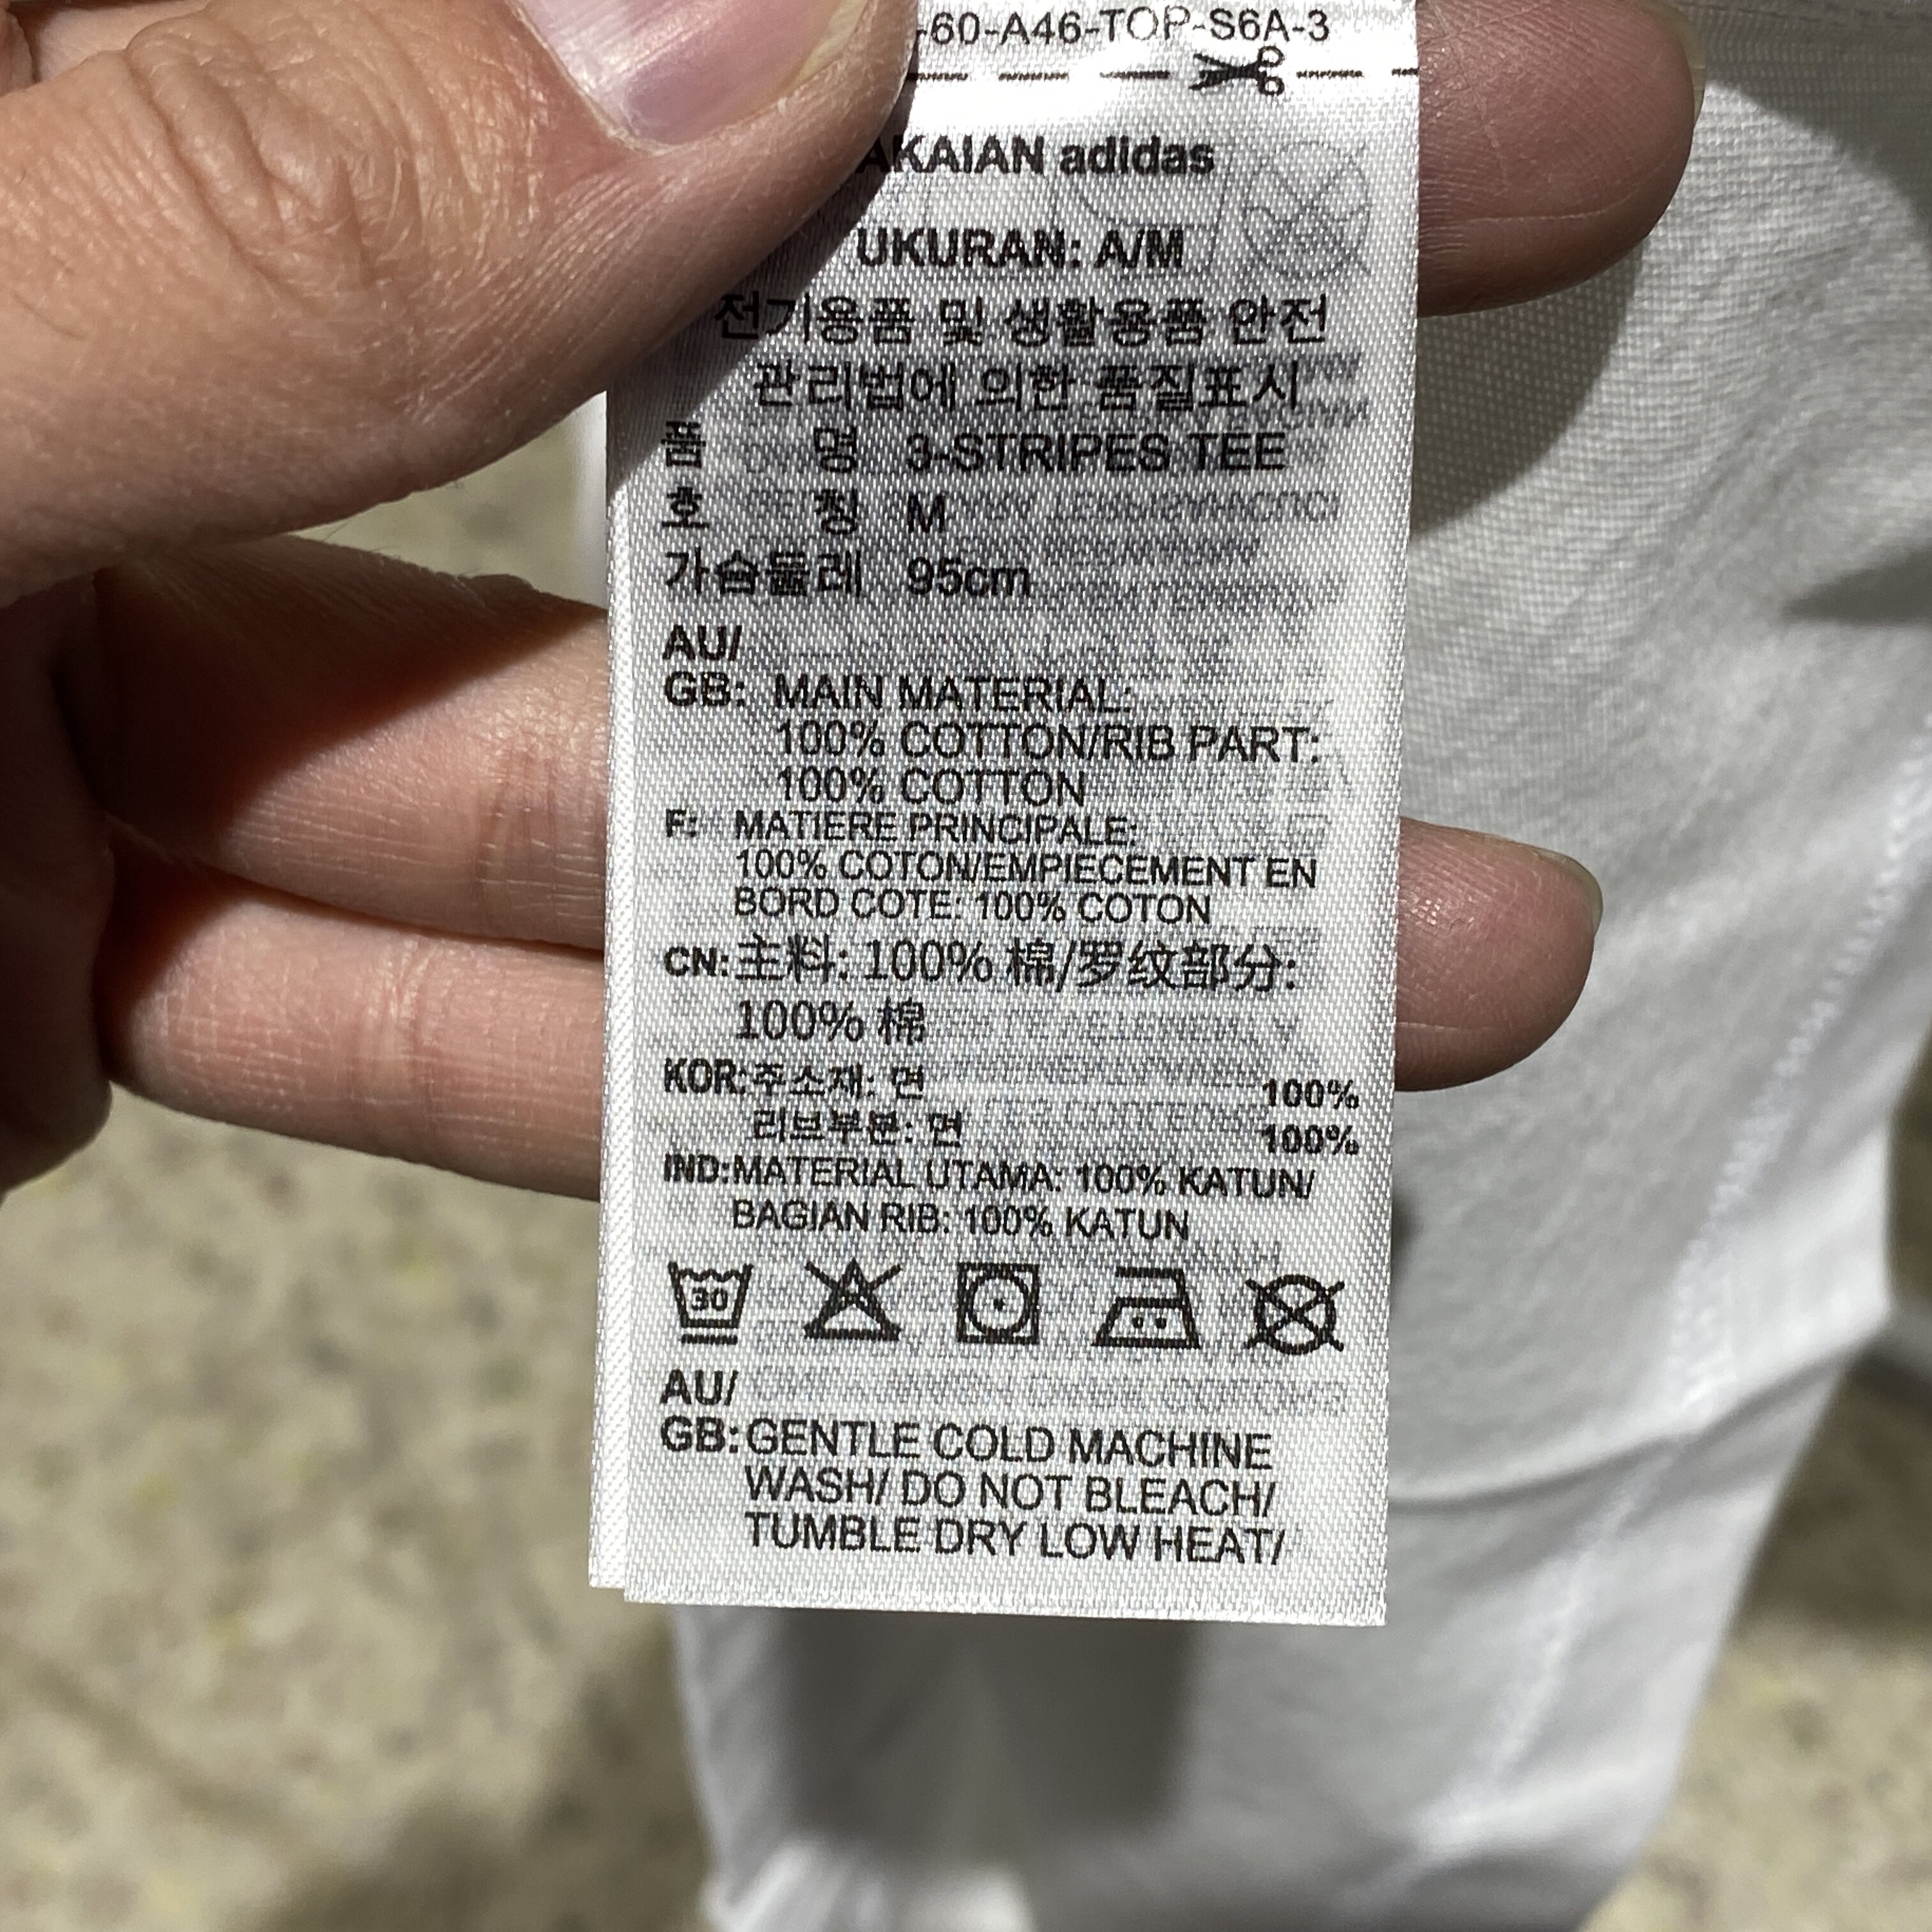 -60-A46-TOP-S6A-3
AKAIAN adidas
UKURAN: A/M
전기용품 및 생활용품 안전
관리법에 의한 품질표시
품 명 3-STRIPES TEE
호 칭 M
가슴둘레 95cm
AU/
GB: MAIN MATERIAL:
100% COTTON/RIB PART:
100% COTTON
F: MATIERE PRINCIPALE:
100% COTON/EMPIECEMENT EN
BORD COTE: 100% COTON
CN: 主料: 100% 棉/罗纹部分:
100% 棉
KOR: 주소재: 면 100%
리브부분: 면 100%
IND: MATERIAL UTAMA: 100% KATUN/
BAGIAN RIB: 100% KATUN
30
AU/
GB: GENTLE COLD MACHINE
WASH/ DO NOT BLEACH/
TUMBLE DRY LOW HEAT/